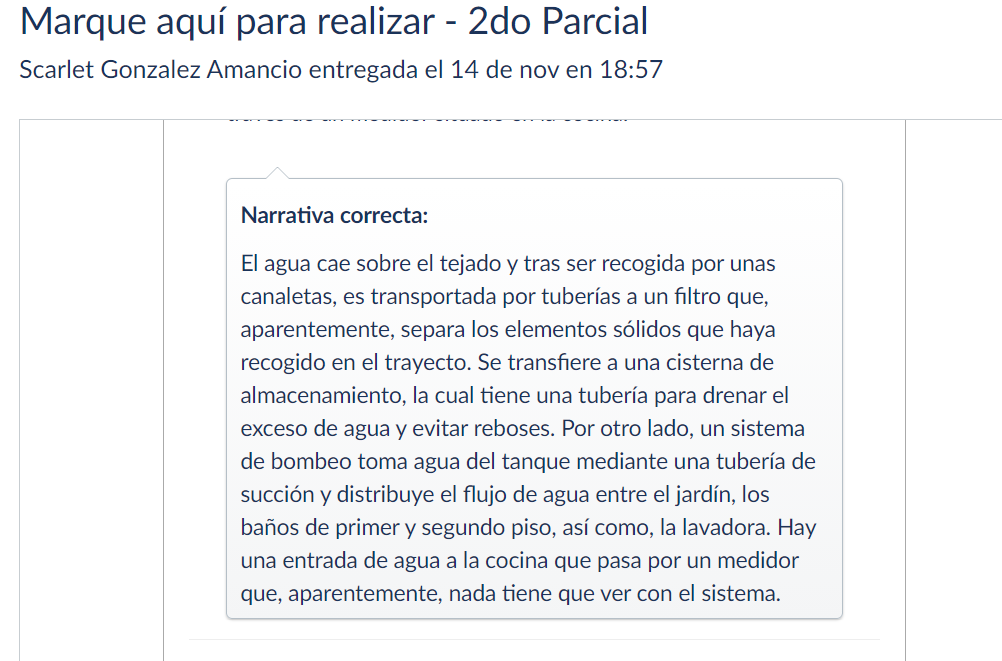 Marque aquí para realizar - 2do Parcial
Scarlet Gonzalez Amancio entregada el 14 de nov en 18:57
Narrativa correcta:
El agua cae sobre el tejado y tras ser recogida por unas
canaletas, es transportada por tuberías a un filtro que,
aparentemente, separa los elementos sólidos que haya
recogido en el trayecto. Se transfiere a una cisterna de
almacenamiento, la cual tiene una tubería para drenar el
exceso de agua y evitar reboses. Por otro lado, un sistema
de bombeo toma agua del tanque mediante una tubería de
succión y distribuye el flujo de agua entre el jardín, los
baños de primer y segundo piso, así como, la lavadora. Hay
una entrada de agua a la cocina que pasa por un medidor
que, aparentemente, nada tiene que ver con el sistema.